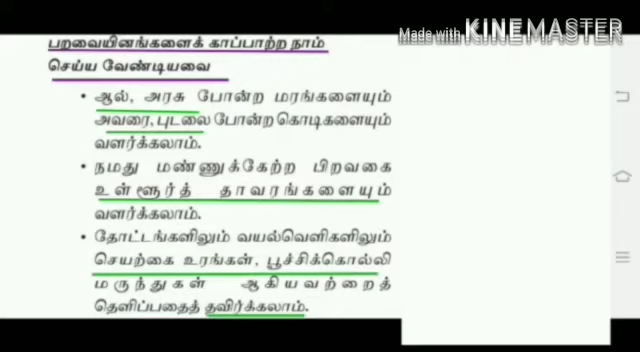 Made with KINEMASTER
பறவையினங்களைக் காப்பாற்ற நாம்
செய்ய வேண்டியவை
• ஆல், அரசு போன்ற மரங்களையும்
அவரை, புடலை போன்ற கொடிகளையும்
வளர்க்கலாம்.
• நமது மண்ணுக்கேற்ற பிறவகை
உள்ளூர்த் தாவரங்களையும்
வளர்க்கலாம்.
• தோட்டங்களிலும் வயல்வெளிகளிலும்
செயற்கை உரங்கள், பூச்சிக்கொல்லி
மருந்துகள் ஆகியவற்றைத்
தெளிப்பதைத் தவிர்க்கலாம்.